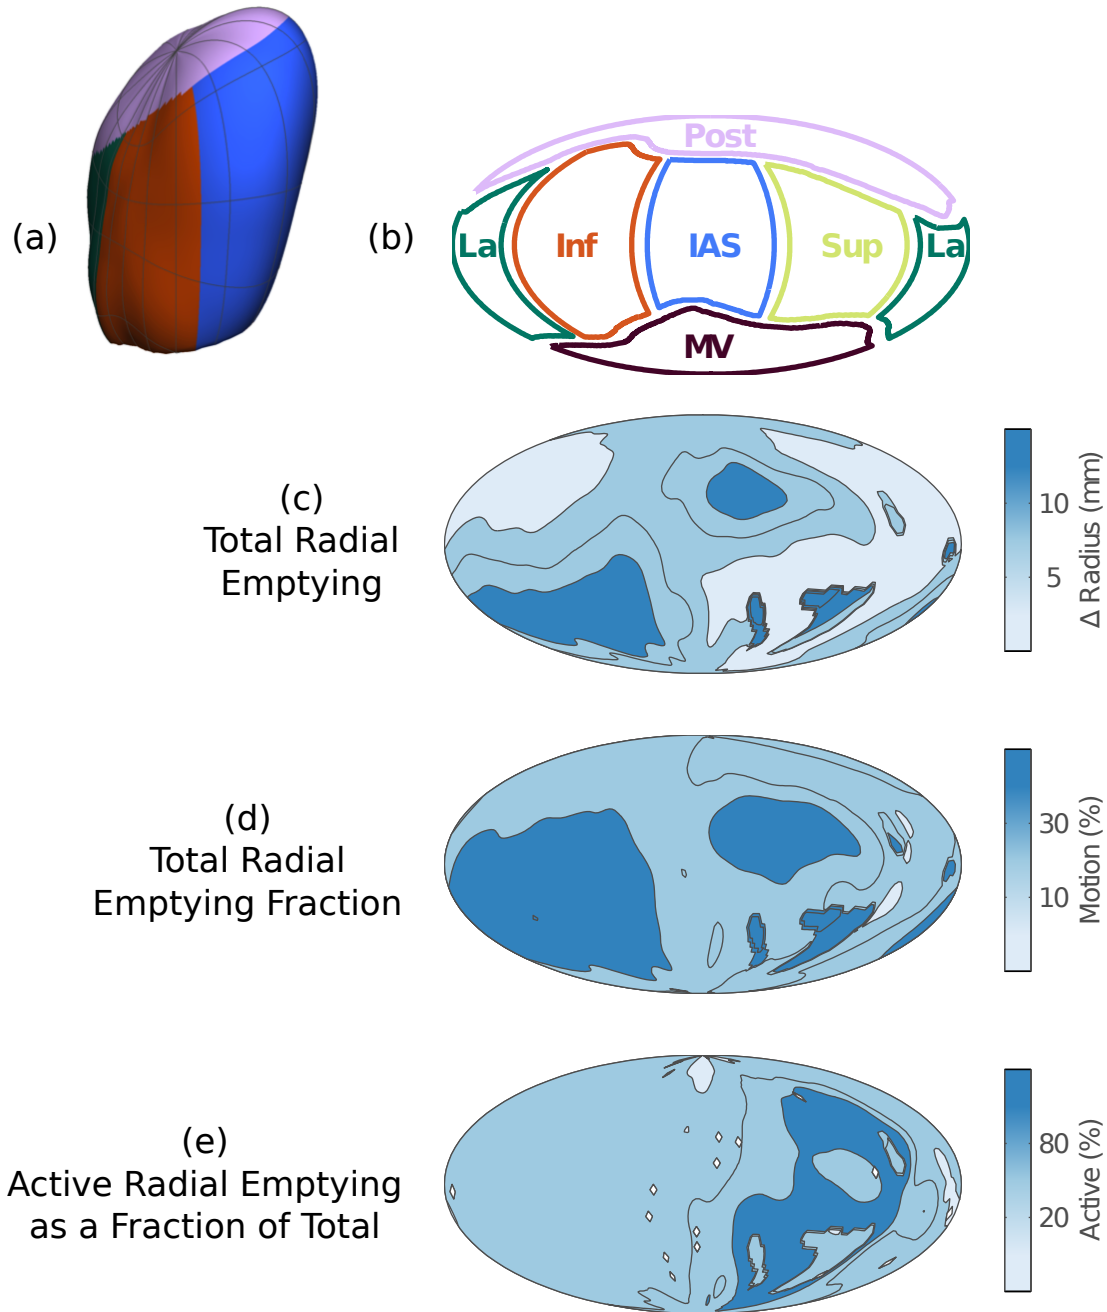 (a)
(b)
Post
La
Inf
IAS
Sup
La
MV
(c)
Total Radial
Emptying
10
5
Δ Radius (mm)
(d)
Total Radial
Emptying Fraction
30
10
Motion (%)
(e)
Active Radial Emptying
as a Fraction of Total
80
20
Active (%)